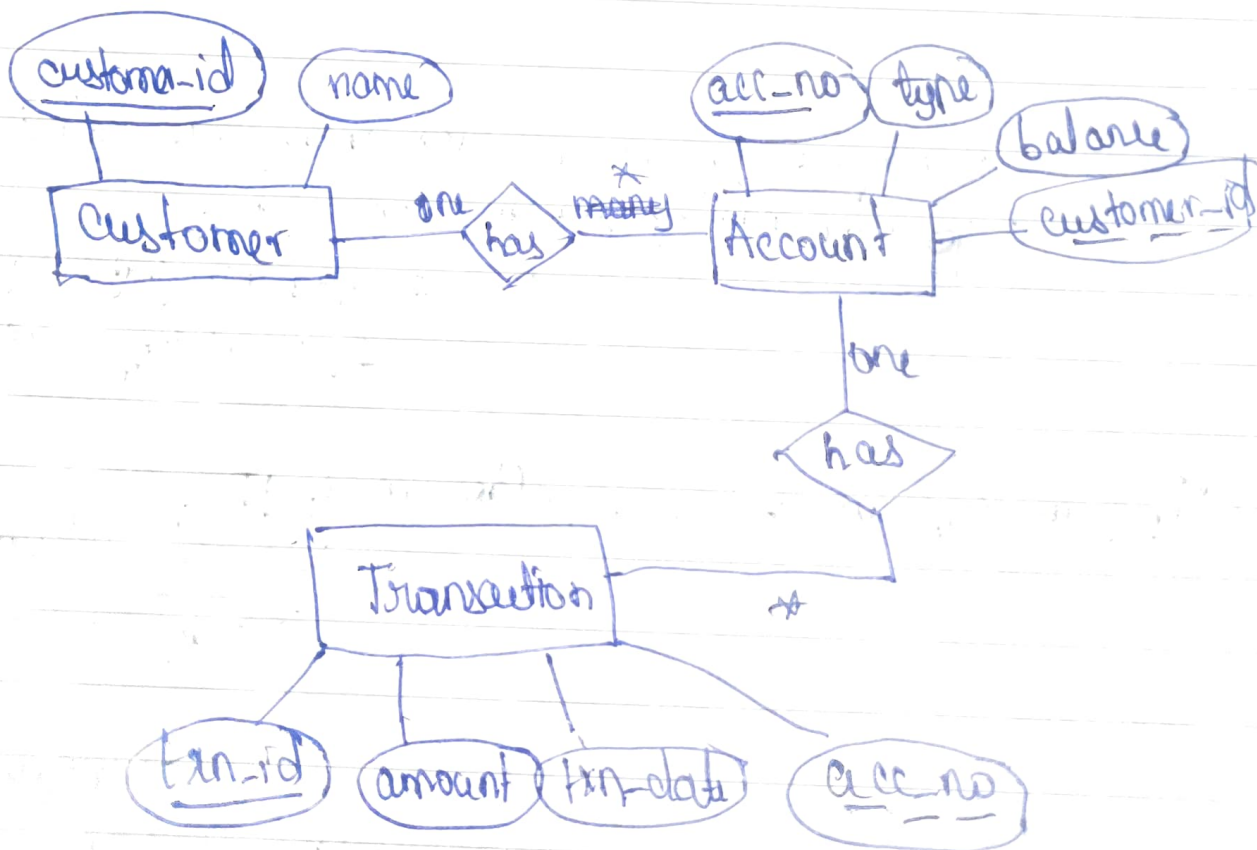 customer_id name
acc_no type
balance
customer_id
Customer one has * many Account
one
has
Transaction *
txn_id amount txn_date acc_no